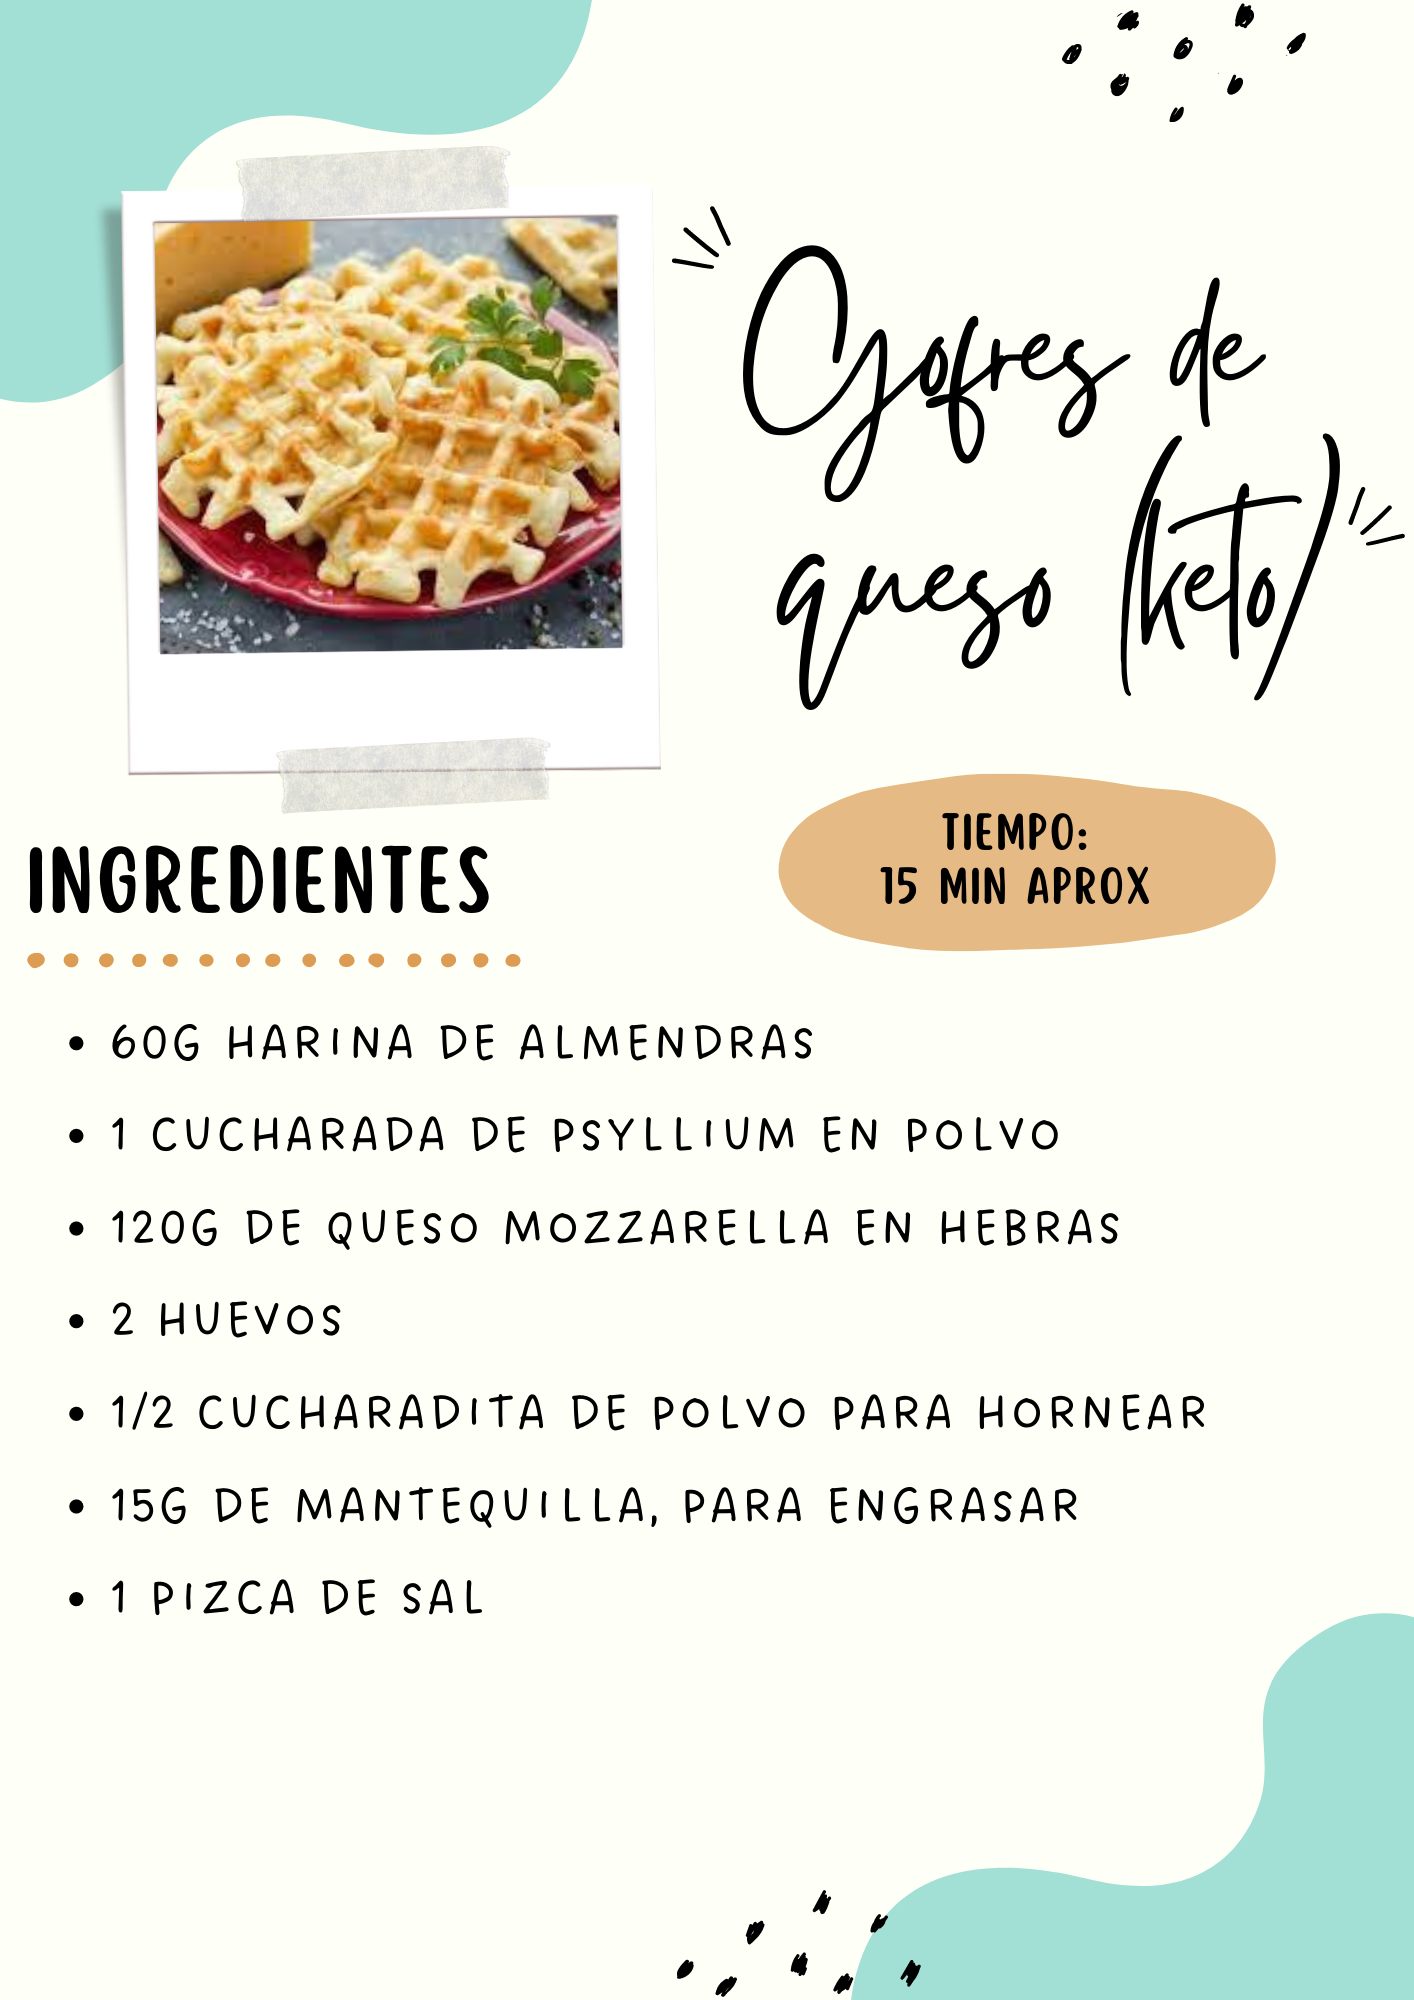 Gofres de
queso (keto)
TIEMPO:
15 MIN APROX
INGREDIENTES
• 60G HARINA DE ALMENDRAS
• 1 CUCHARADA DE PSYLLIUM EN POLVO
• 120G DE QUESO MOZZARELLA EN HEBRAS
• 2 HUEVOS
• 1/2 CUCHARADITA DE POLVO PARA HORNEAR
• 15G DE MANTEQUILLA, PARA ENGRASAR
• 1 PIZCA DE SAL